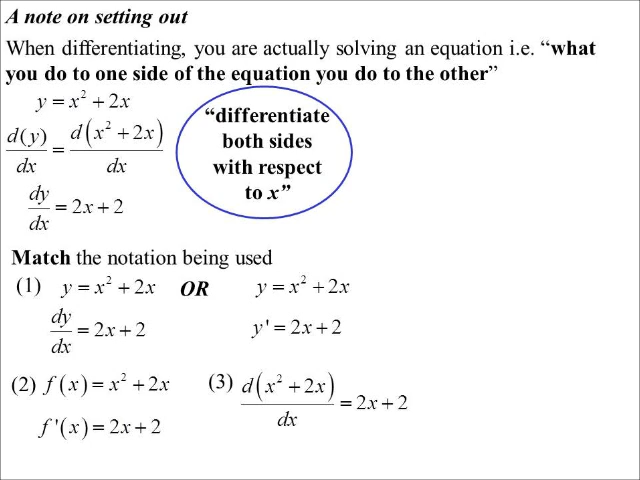 A note on setting out
When differentiating, you are actually solving an equation i.e. “what
you do to one side of the equation you do to the other”
y = x² + 2x
d(y)/dx = d(x² + 2x)/dx
dy/dx = 2x + 2
“differentiate
both sides
with respect
to x”
Match the notation being used
(1) y = x² + 2x OR y = x² + 2x
dy/dx = 2x + 2 y' = 2x + 2
(2) f(x) = x² + 2x (3) d(x² + 2x)/dx = 2x + 2
f'(x) = 2x + 2